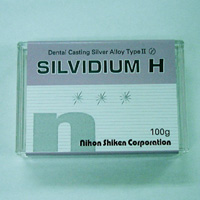 Dental Casting Silver Alloy Type II
SILVIDIUM H
n
100g
Nihon Shiken Corporation